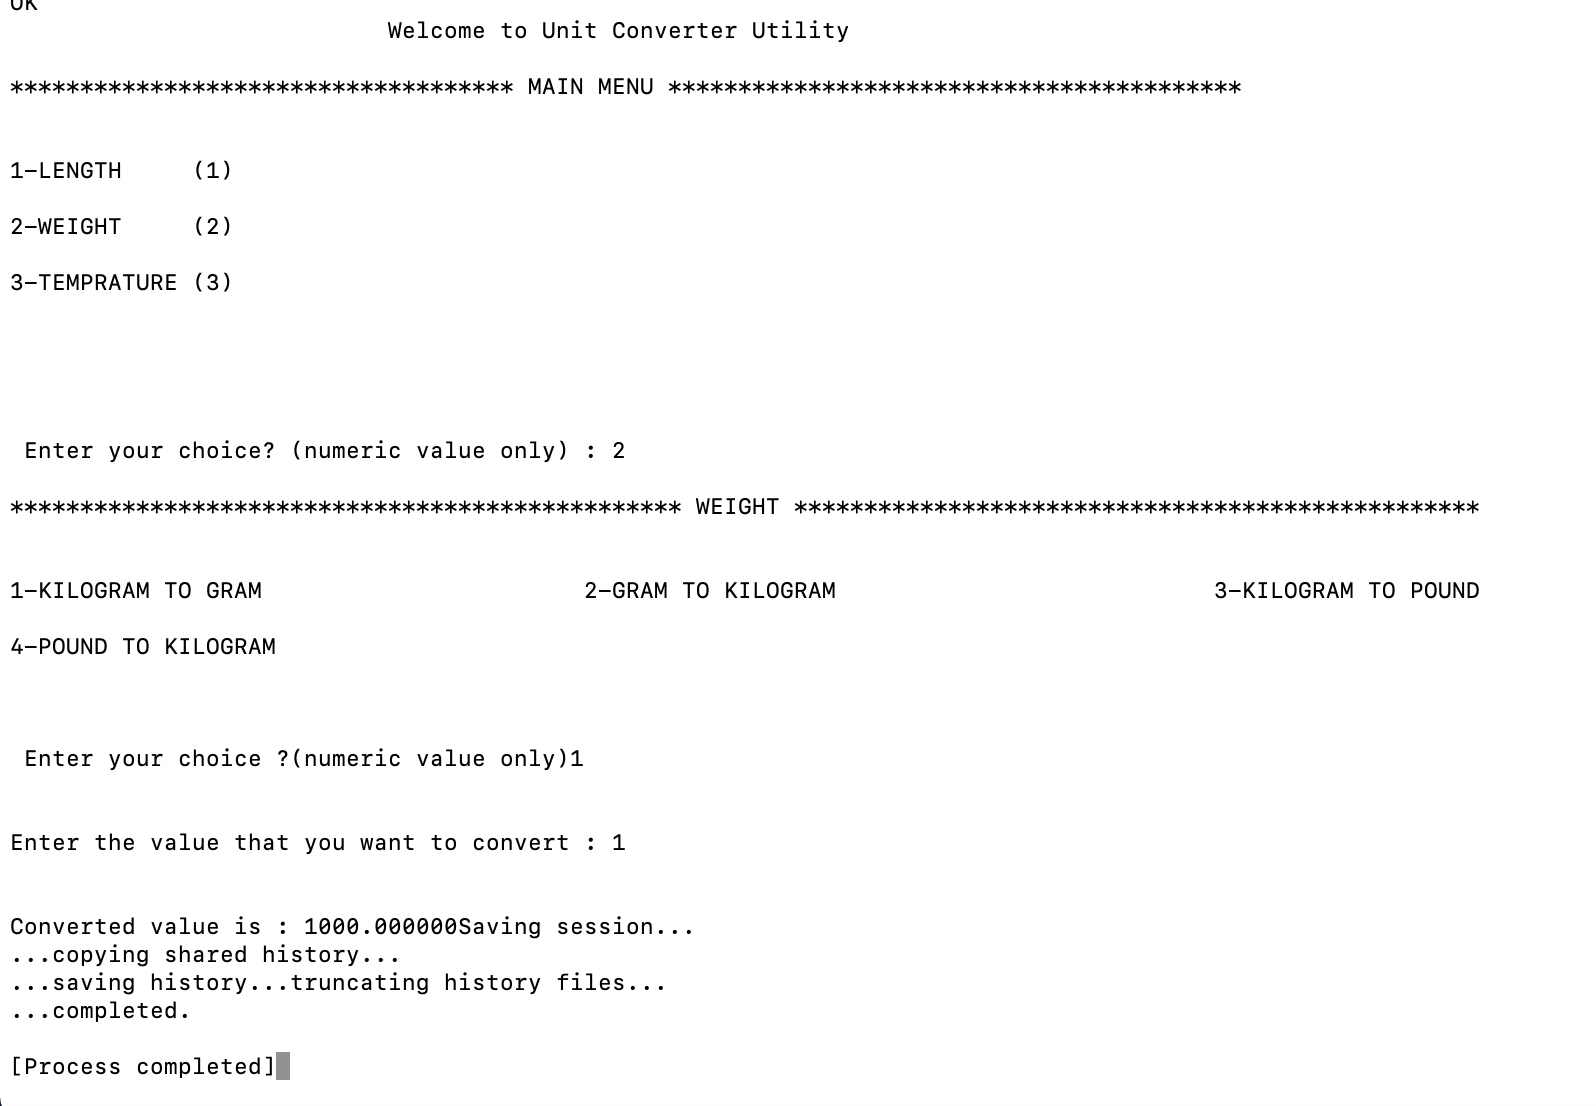 OK
Welcome to Unit Converter Utility
************************************ MAIN MENU *****************************************
1-LENGTH     (1)
2-WEIGHT     (2)
3-TEMPRATURE (3)
Enter your choice? (numeric value only) : 2
************************************************ WEIGHT *************************************************
1-KILOGRAM TO GRAM                       2-GRAM TO KILOGRAM                           3-KILOGRAM TO POUND
4-POUND TO KILOGRAM
Enter your choice ?(numeric value only)1
Enter the value that you want to convert : 1
Converted value is : 1000.000000Saving session...
...copying shared history...
...saving history...truncating history files...
...completed.
[Process completed]